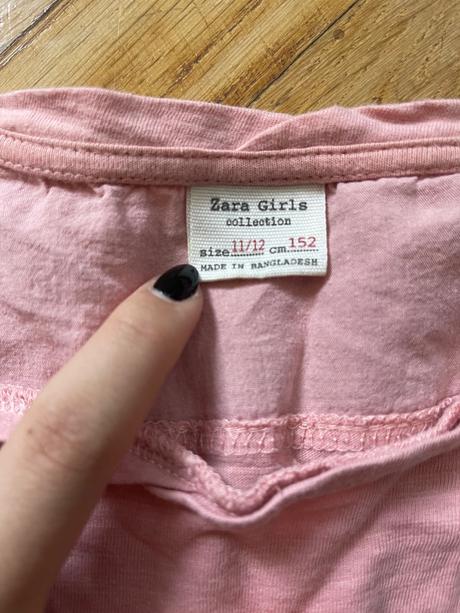 Zara Girls
collection
size 11/12 cm 152
MADE IN BANGLADESH